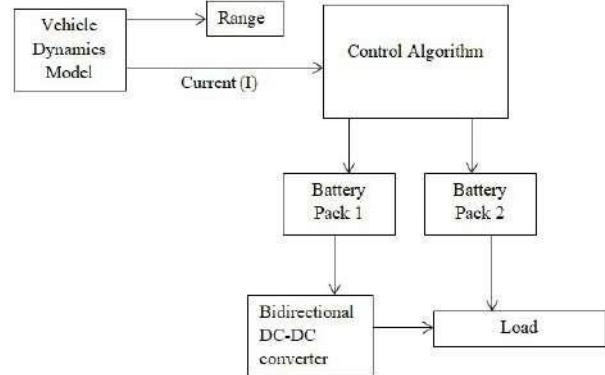 Vehicle
Dynamics
Model
Range
Current (I)
Control Algorithm
Battery
Pack 1
Battery
Pack 2
Bidirectional
DC-DC
converter
Load